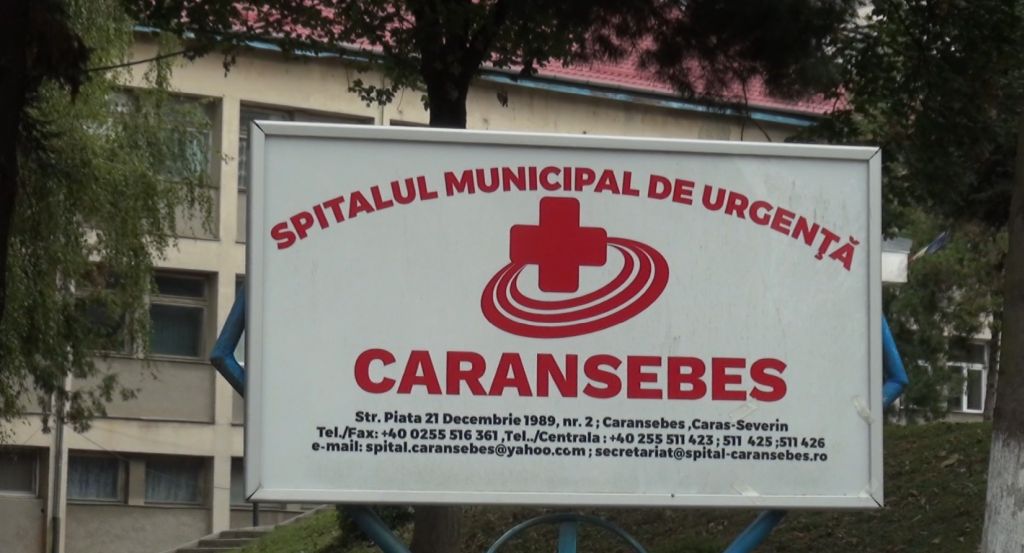 SPITALUL MUNICIPAL DE URGENŢĂ
CARANSEBES
Str. Piata 21 Decembrie 1989, nr. 2 ; Caransebes ,Caras-Severin
Tel./Fax: +40 0255 516 361 ,Tel../Centrala : +40 255 511 423 ; 511 425 ;511 426
e-mail: spital.caransebes@yahoo.com ; secretariat@spital-caransebes.ro